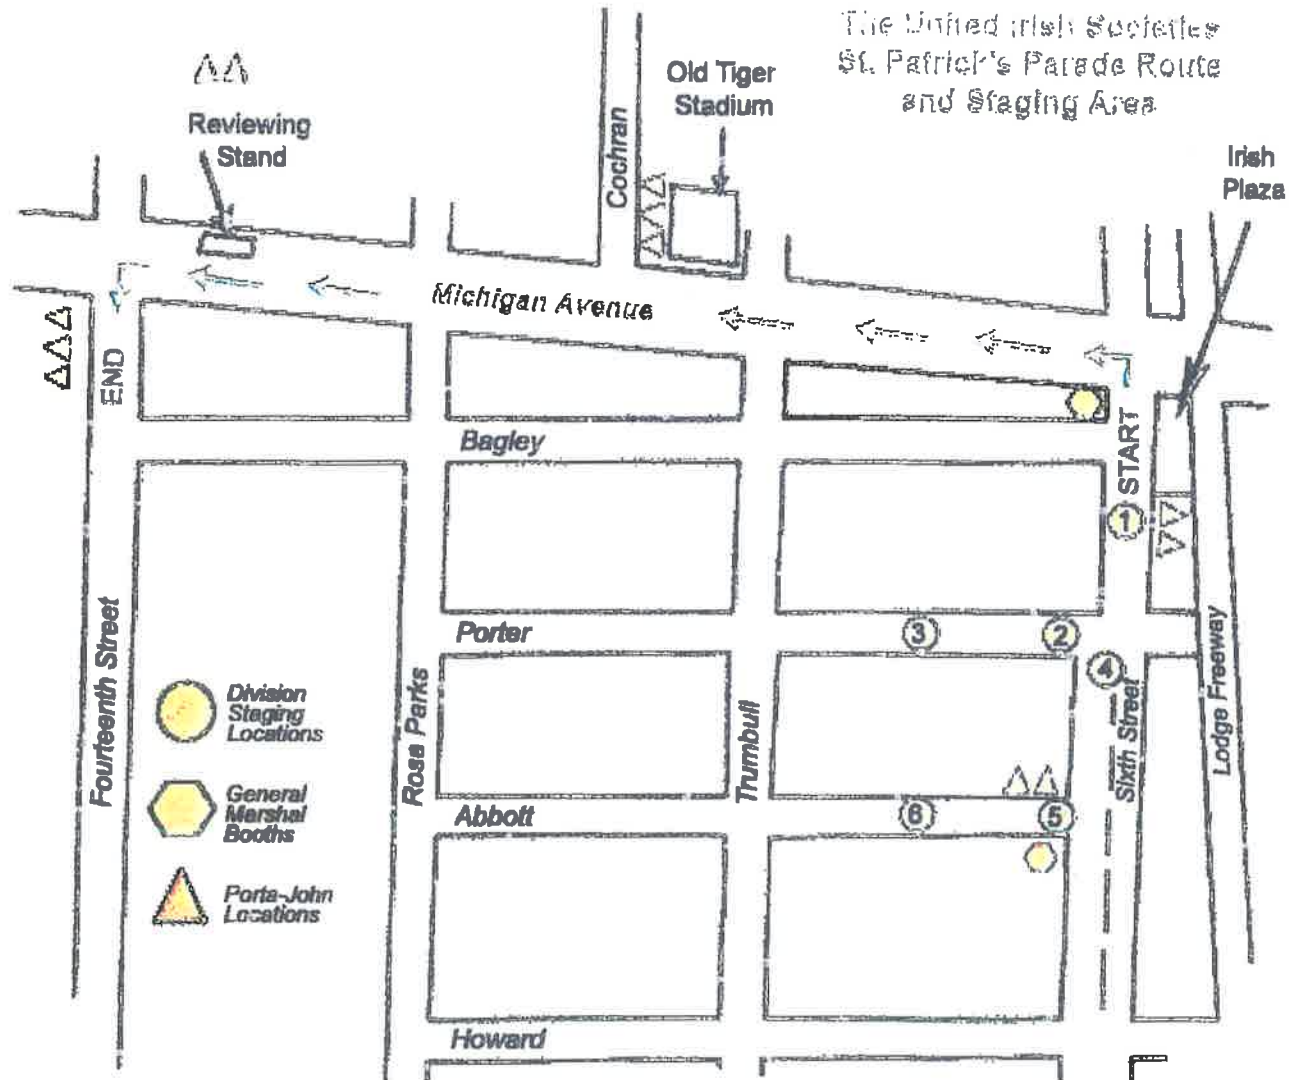 The United Irish Societies
St. Patrick's Parade Route
and Staging Area
Old Tiger
Stadium
Reviewing
Stand
Cochran
Irish
Plaza
Michigan Avenue
END
START
Bagley
1
Porter
3
2
4
Fourteenth Street
Rosa Parks
Trumbull
Sixth Street
Lodge Freeway
Division
Staging
Locations
General
Marshal
Booths
Porta-John
Locations
Abbott
6
5
Howard